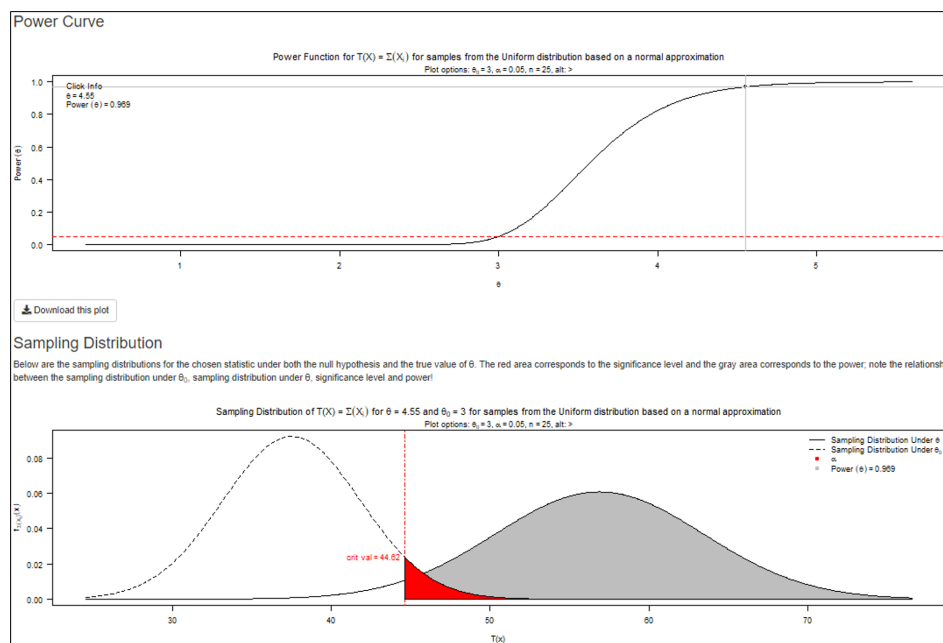 Power Curve
Power Function for T(X) = Σ(Xᵢ) for samples from the Uniform distribution based on a normal approximation
Plot options: θ₀ = 3, α = 0.05, n = 25, alt: >
Click Info
θ = 4.55
Power (θ) = 0.969
Power (θ)
1.0
0.8
0.6
0.4
0.2
0.0
1 2 3 4 5
θ
Download this plot
Sampling Distribution
Below are the sampling distributions for the chosen statistic under both the null hypothesis and the true value of θ. The red area corresponds to the significance level and the gray area corresponds to the power; note the relationsh
between the sampling distribution under θ₀, sampling distribution under θ, significance level and power!
Sampling Distribution of T(X) = Σ(Xᵢ) for θ = 4.55 and θ₀ = 3 for samples from the Uniform distribution based on a normal approximation
Plot options: θ₀ = 3, α = 0.05, n = 25, alt: >
Sampling Distribution Under θ
Sampling Distribution Under θ₀
α
Power (θ) = 0.969
0.08
0.06
0.04
0.02
0.00
crit val = 44.62
30 40 50 60 70
T(x)